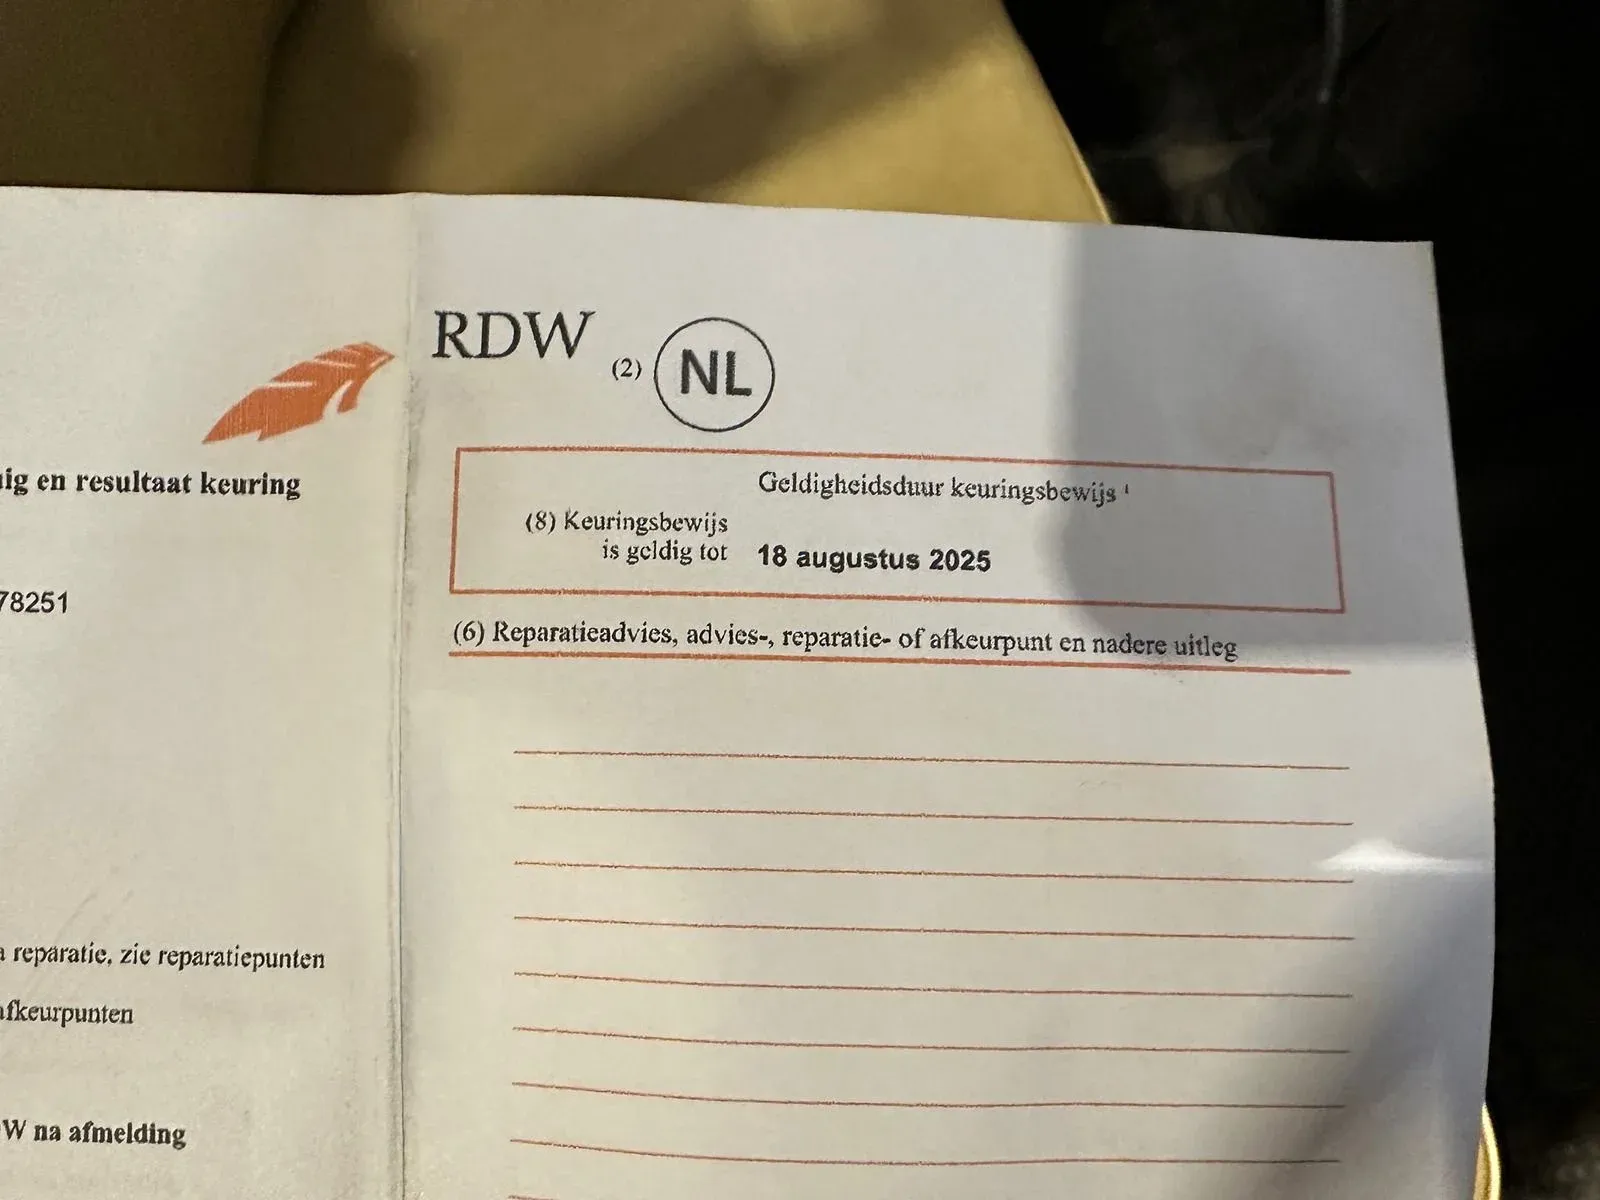 RDW
(2) NL
ig en resultaat keuring
78251
reparatie, zie reparatiepunten
afkeurpunten
W na afmelding
Geldigheidsduur keuringsbewijs ¹
(8) Keuringsbewijs
is geldig tot 18 augustus 2025
(6) Reparatieadvies, advies-, reparatie- of afkeurpunt en nadere uitleg